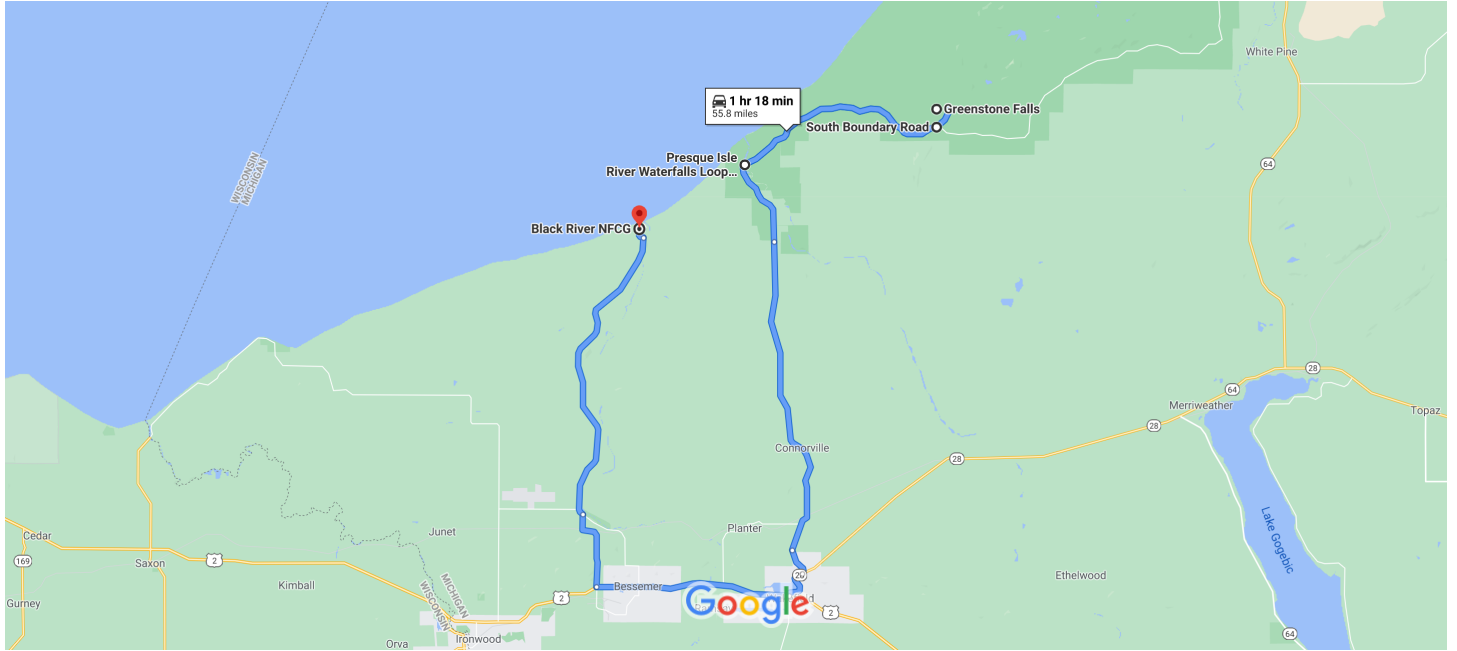 White Pine
1 hr 18 min
55.8 miles
Greenstone Falls
South Boundary Road
Presque Isle
River Waterfalls Loop...
64
WISCONSIN
MICHIGAN
Black River NFCG
28
64
Merriweather
Topaz
28
Connorville
28
Lake Gogebic
Planter
Junet
Cedar
169
Saxon
2
Kimball
Ethelwood
Gurney
MICHIGAN
WISCONSIN
2
Bessemer
Google
2
64
Ironwood
Orva